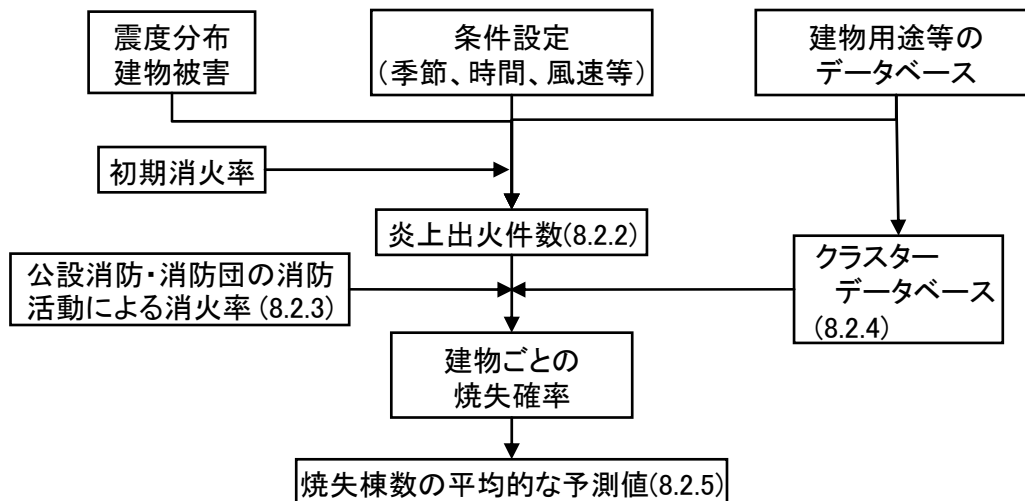 震度分布
建物被害
条件設定
（季節、時間、風速等）
建物用途等の
データベース
初期消火率
炎上出火件数(8.2.2)
公設消防・消防団の消防
活動による消火率(8.2.3)
クラスター
データベース
(8.2.4)
建物ごとの
焼失確率
焼失棟数の平均的な予測値(8.2.5)